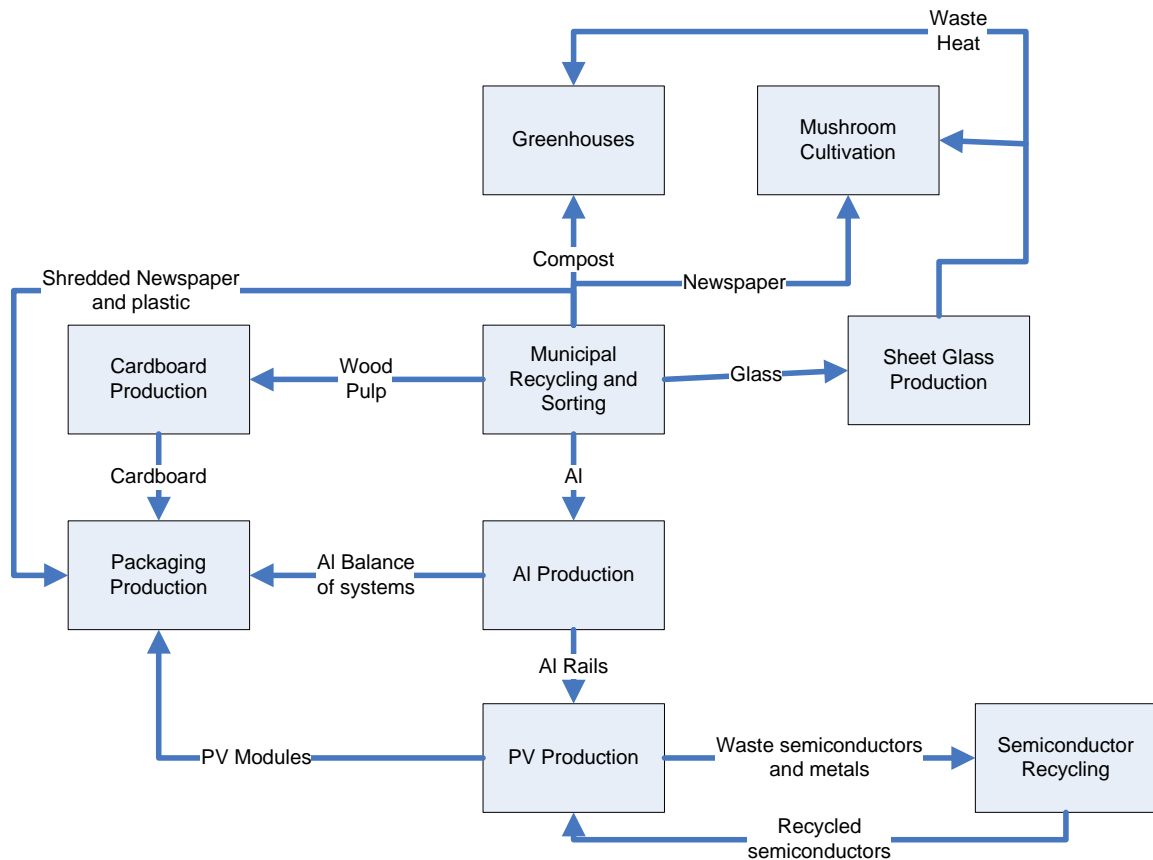 Waste
Heat
Greenhouses
Mushroom
Cultivation
Compost
Shredded Newspaper
and plastic
Newspaper
Cardboard
Production
Wood
Pulp
Municipal
Recycling and
Sorting
Glass
Sheet Glass
Production
Cardboard
Al
Packaging
Production
Al Balance
of systems
Al Production
Al Rails
PV Modules
PV Production
Waste semiconductors
and metals
Semiconductor
Recycling
Recycled
semiconductors